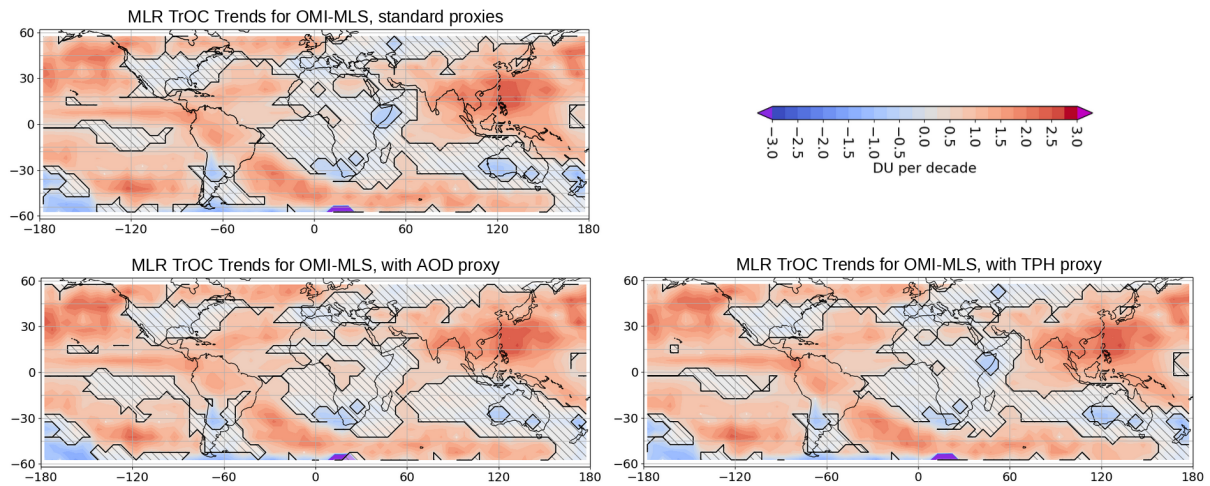 MLR TrOC Trends for OMI-MLS, standard proxies
60
30
0
−30
−60
−180 −120 −60 0 60 120 180
-3.0 -2.5 -2.0 -1.5 -1.0 -0.5 0.0 0.5 1.0 1.5 2.0 2.5 3.0
DU per decade
MLR TrOC Trends for OMI-MLS, with AOD proxy
60
30
0
−30
−60
−180 −120 −60 0 60 120 180
MLR TrOC Trends for OMI-MLS, with TPH proxy
60
30
0
−30
−60
−180 −120 −60 0 60 120 180